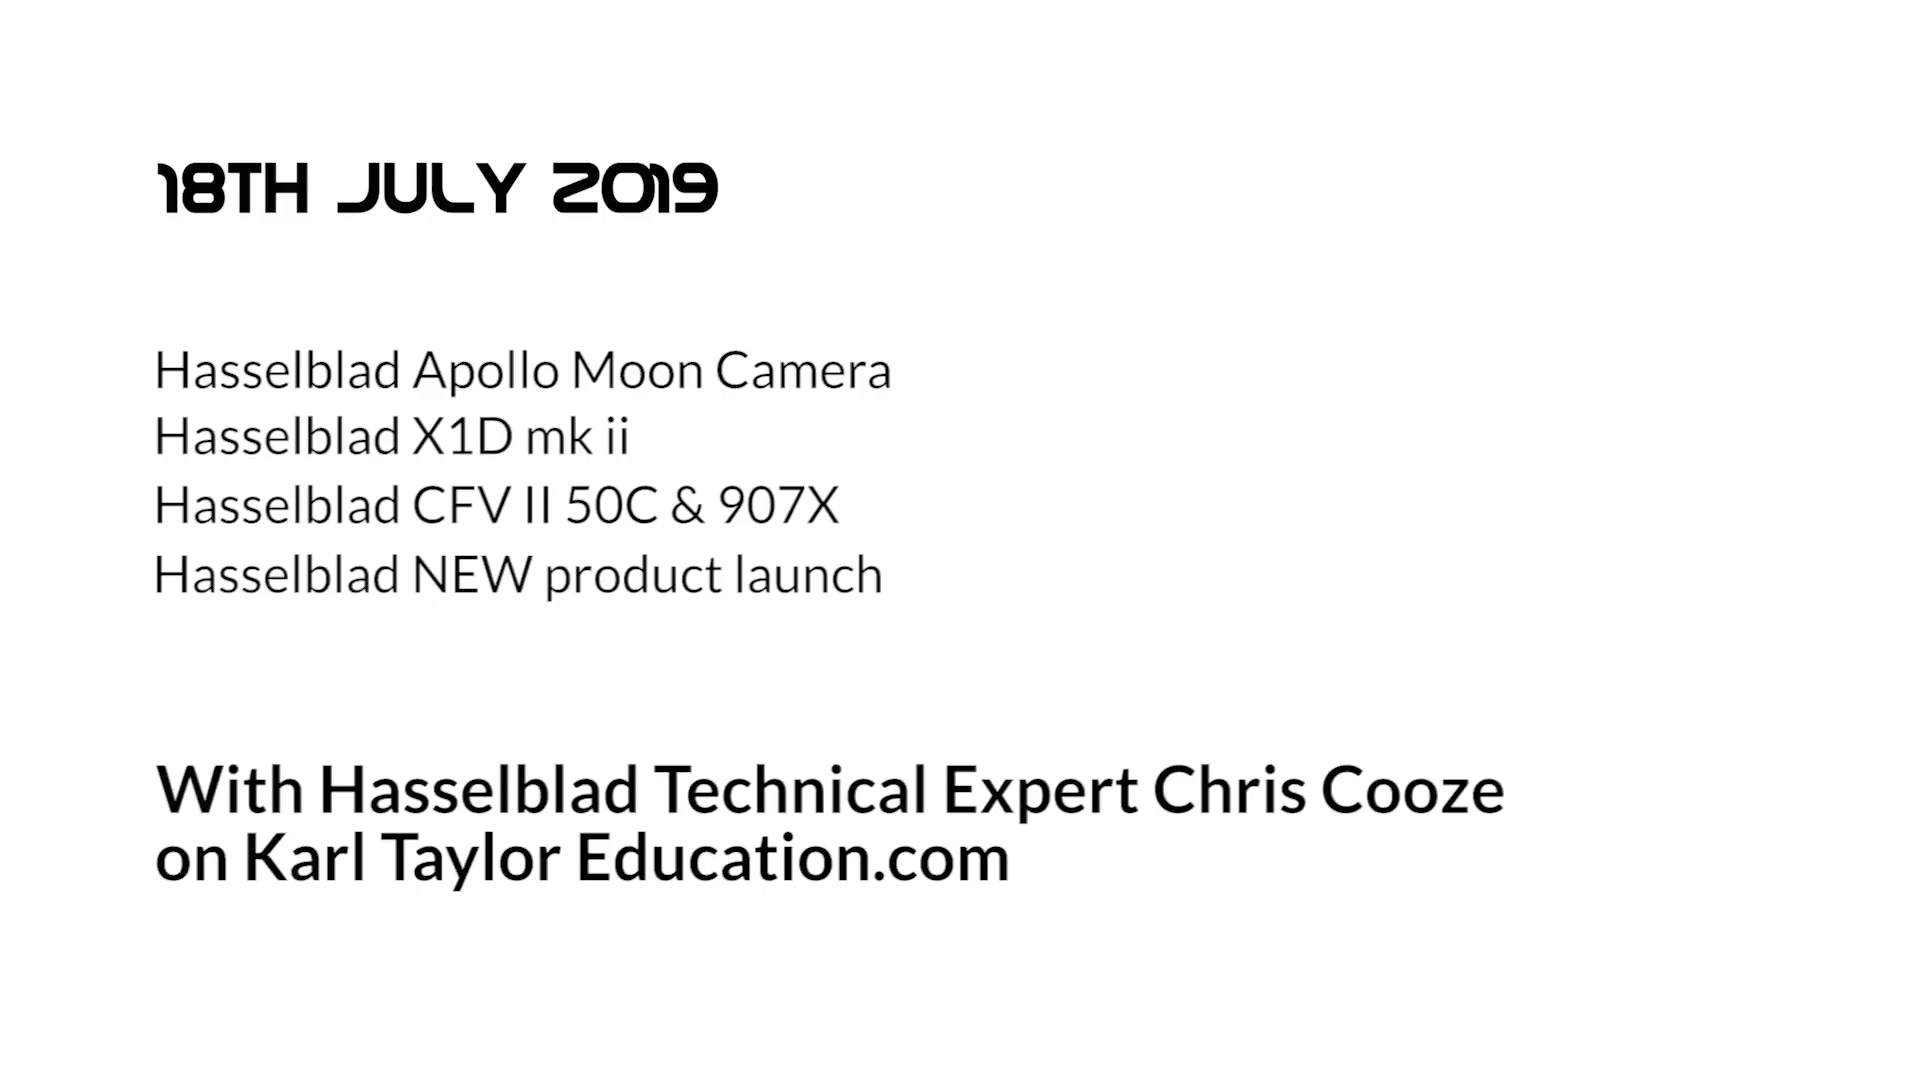 18TH JULY 2019
Hasselblad Apollo Moon Camera
Hasselblad X1D mk ii
Hasselblad CFV II 50C & 907X
Hasselblad NEW product launch
With Hasselblad Technical Expert Chris Cooze
on Karl Taylor Education.com